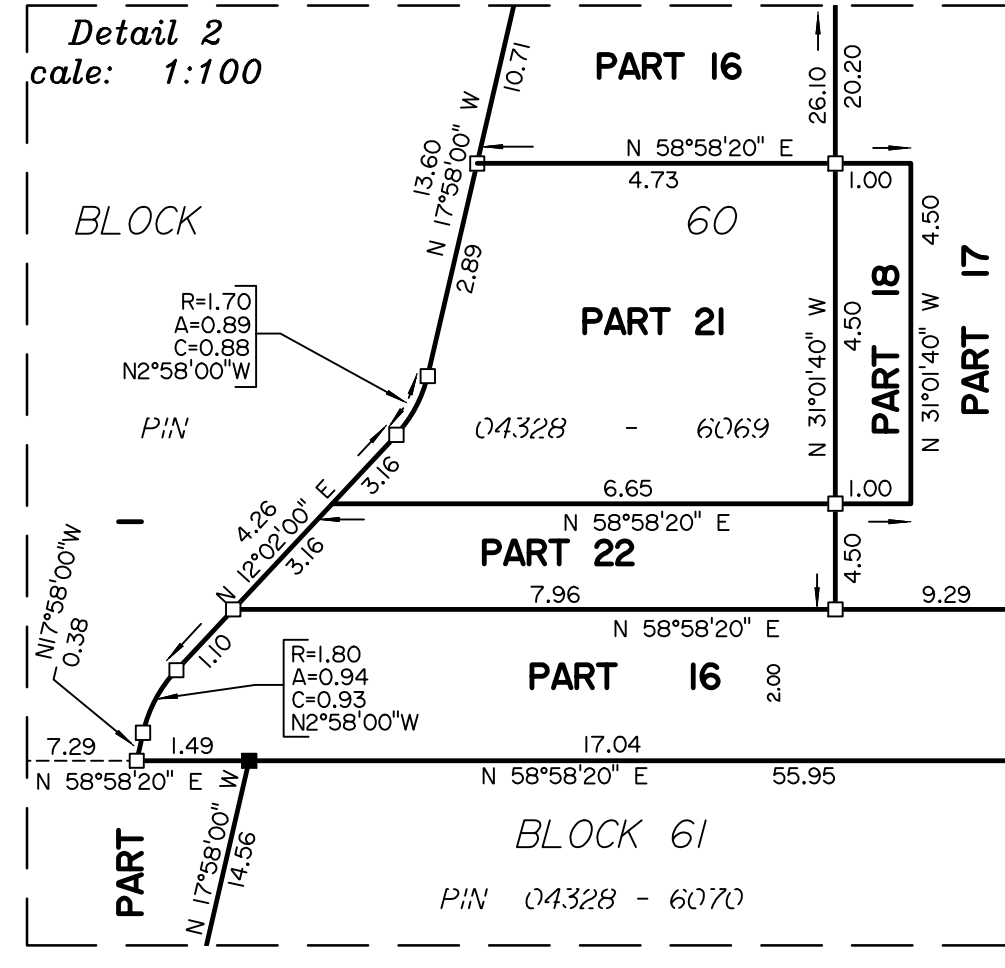 Detail 2
cale: 1:100
10.71
PART 16
26.10
20.20
13.60
N 17°58'00" W
N 58°58'20" E
4.73
1.00
BLOCK
60
4.50
2.89
R=1.70
A=0.89
C=0.88
N2°58'00"W
PART 21
N 31°01'40" W
4.50
PART 18
N 31°01'40" W
PART 17
PIN
04328 - 6069
3.16
6.65
1.00
4.26
N 12°02'00" E
3.16
N 58°58'20" E
PART 22
4.50
N17°58'00"W
0.38
7.96
9.29
N 58°58'20" E
1.10
R=1.80
A=0.94
C=0.93
N2°58'00"W
PART 16
2.00
7.29
1.49
17.04
N 58°58'20" E
N 58°58'20" E
55.95
PART
N 17°58'00" W
14.56
BLOCK 61
PIN 04328 - 6070